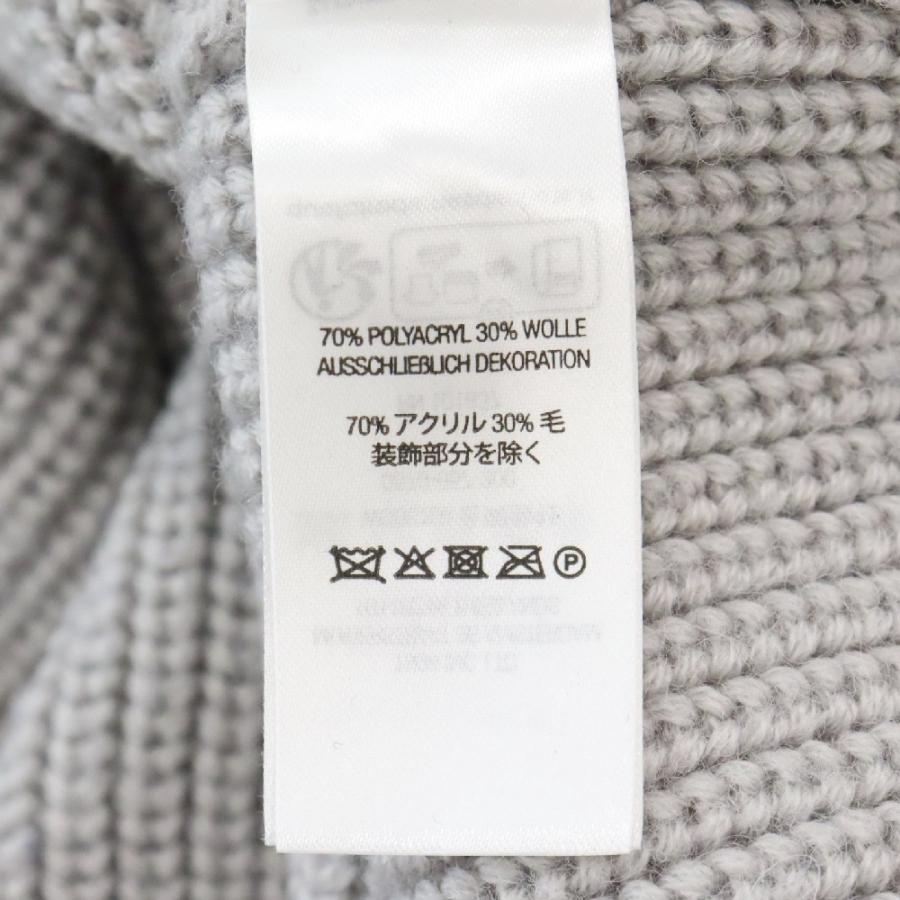 70% POLYACRYL 30% WOLLE
AUSSCHLIEßLICH DEKORATION
70% アクリル 30% 毛
装飾部分を除く
P